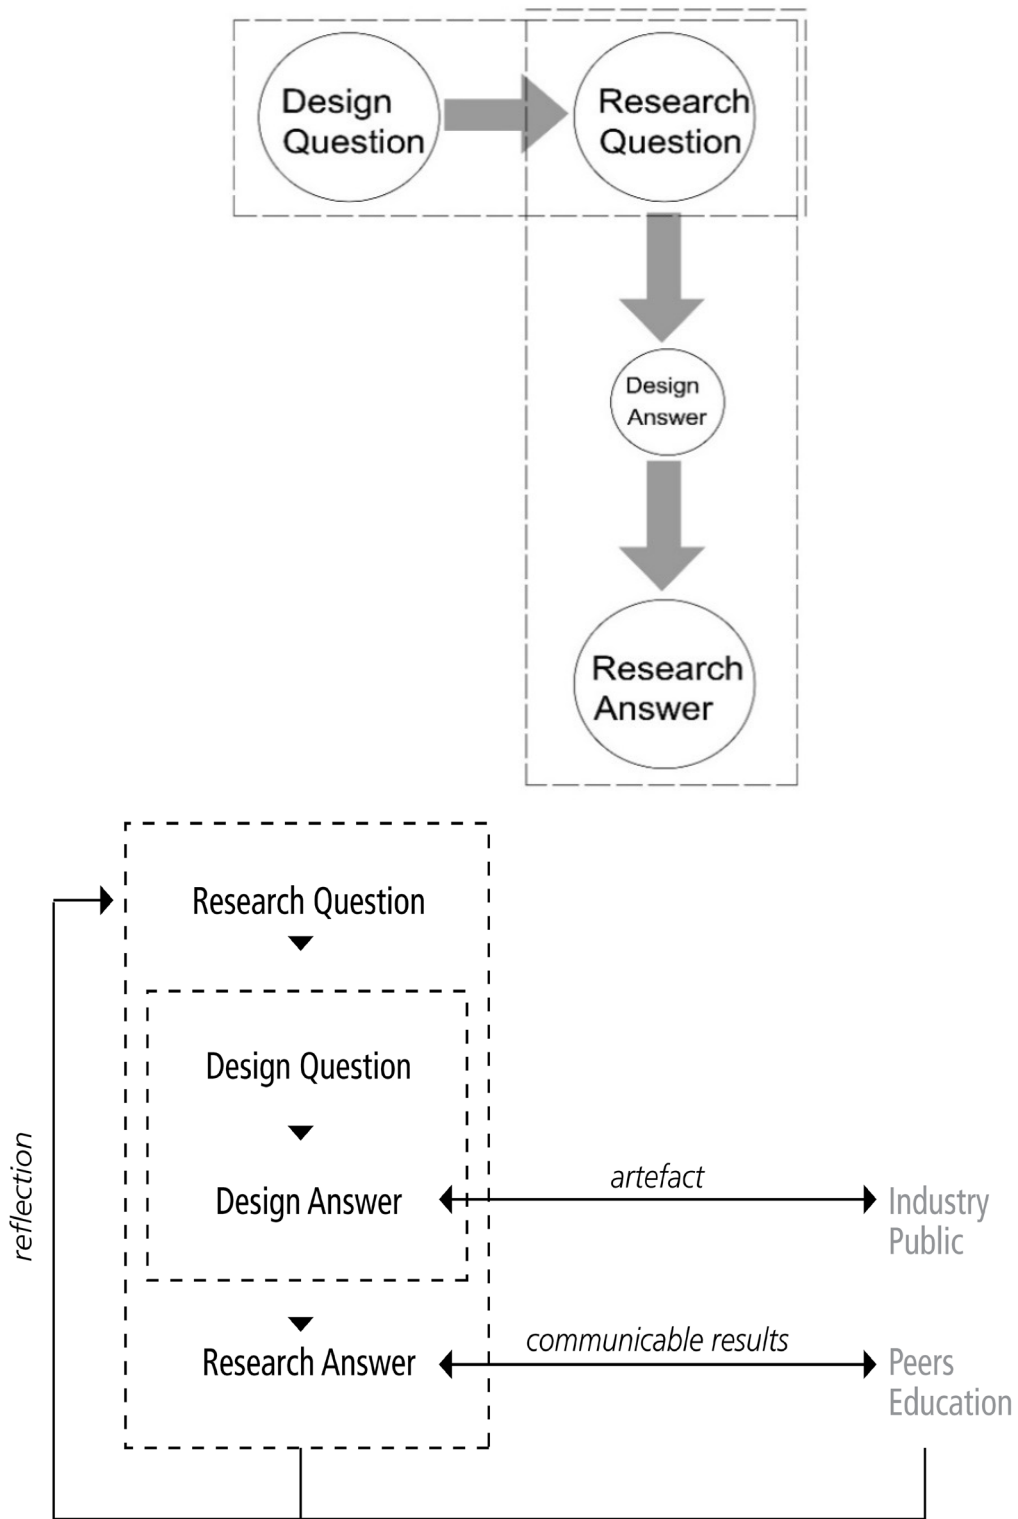 Design
Question
Research
Question
Design
Answer
Research
Answer
Research Question
Design Question
reflection
artefact
Design Answer
Industry
Public
communicable results
Research Answer
Peers
Education